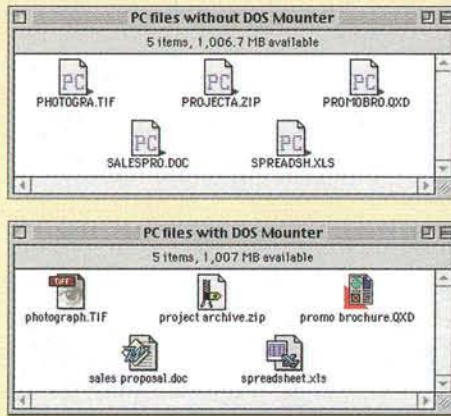 PC files without DOS Mounter
5 items, 1,006.7 MB available
PC PC PC
PHOTOGRA.TIF PROJECTA.ZIP PROMOBRO.QXD
PC PC
SALESPRO.DOC SPREADSH.XLS
PC files with DOS Mounter
5 items, 1,007 MB available
TIFF
photograph.TIF project archive.zip promo brochure.QXD
sales proposal.doc spreadsheet.xls